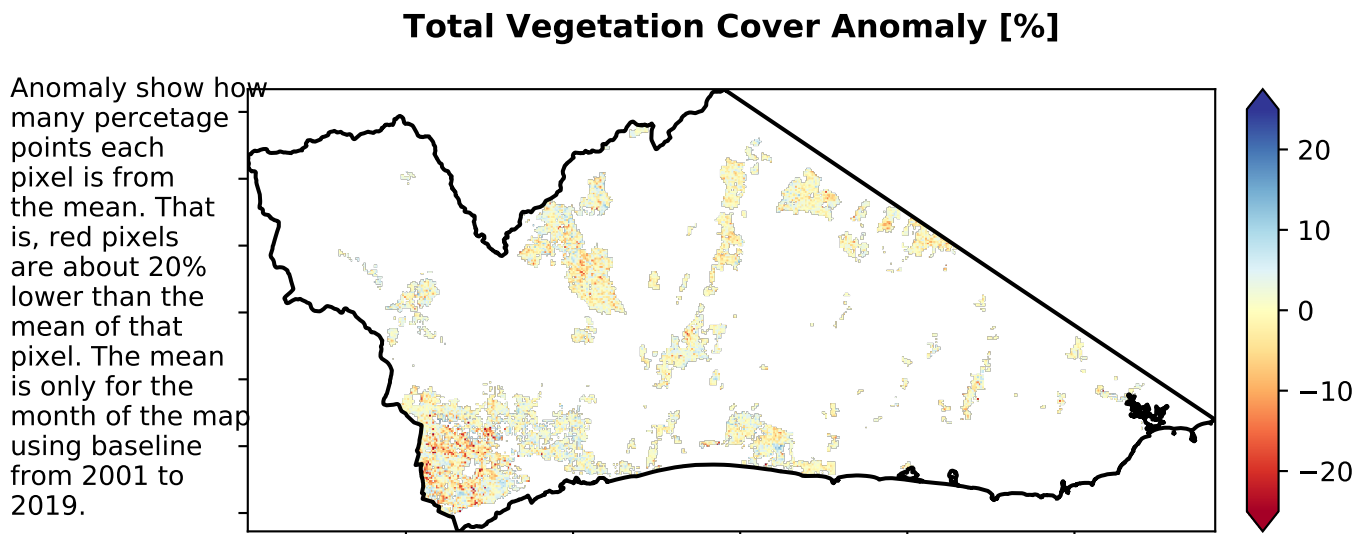 Total Vegetation Cover Anomaly [%]
Anomaly show how
many percetage
points each
pixel is from
the mean. That
is, red pixels
are about 20%
lower than the
mean of that
pixel. The mean
is only for the
month of the map
using baseline
from 2001 to
2019.
20
10
0
−10
−20